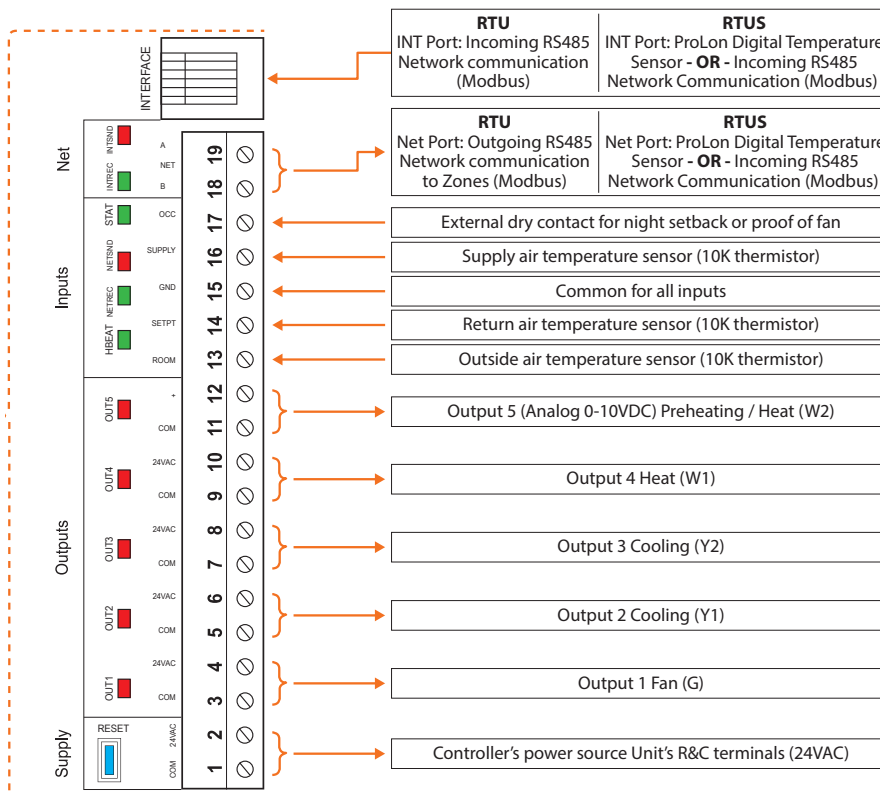 RTU
INT Port: Incoming RS485
Network communication
(Modbus)
RTUS
INT Port: ProLon Digital Temperature
Sensor - OR - Incoming RS485
Network Communication (Modbus)
INTERFACE
RTU
Net Port: Outgoing RS485
Network communication
to Zones (Modbus)
RTUS
Net Port: ProLon Digital Temperature
Sensor - OR - Incoming RS485
Network Communication (Modbus)
Net
INTSND
INTREC
A
NET
B
19
18
Inputs
STAT
NETSND
NETREC
HBEAT
OCC
17
External dry contact for night setback or proof of fan
SUPPLY
16
Supply air temperature sensor (10K thermistor)
GND
15
Common for all inputs
SETPT
14
Return air temperature sensor (10K thermistor)
ROOM
13
Outside air temperature sensor (10K thermistor)
Outputs
OUT5
+
12
COM
11
Output 5 (Analog 0-10VDC) Preheating / Heat (W2)
OUT4
24VAC
10
COM
9
Output 4 Heat (W1)
OUT3
24VAC
8
COM
7
Output 3 Cooling (Y2)
OUT2
24VAC
6
COM
5
Output 2 Cooling (Y1)
OUT1
24VAC
4
COM
3
Output 1 Fan (G)
Supply
RESET
24VAC
2
COM
1
Controller's power source Unit's R&C terminals (24VAC)